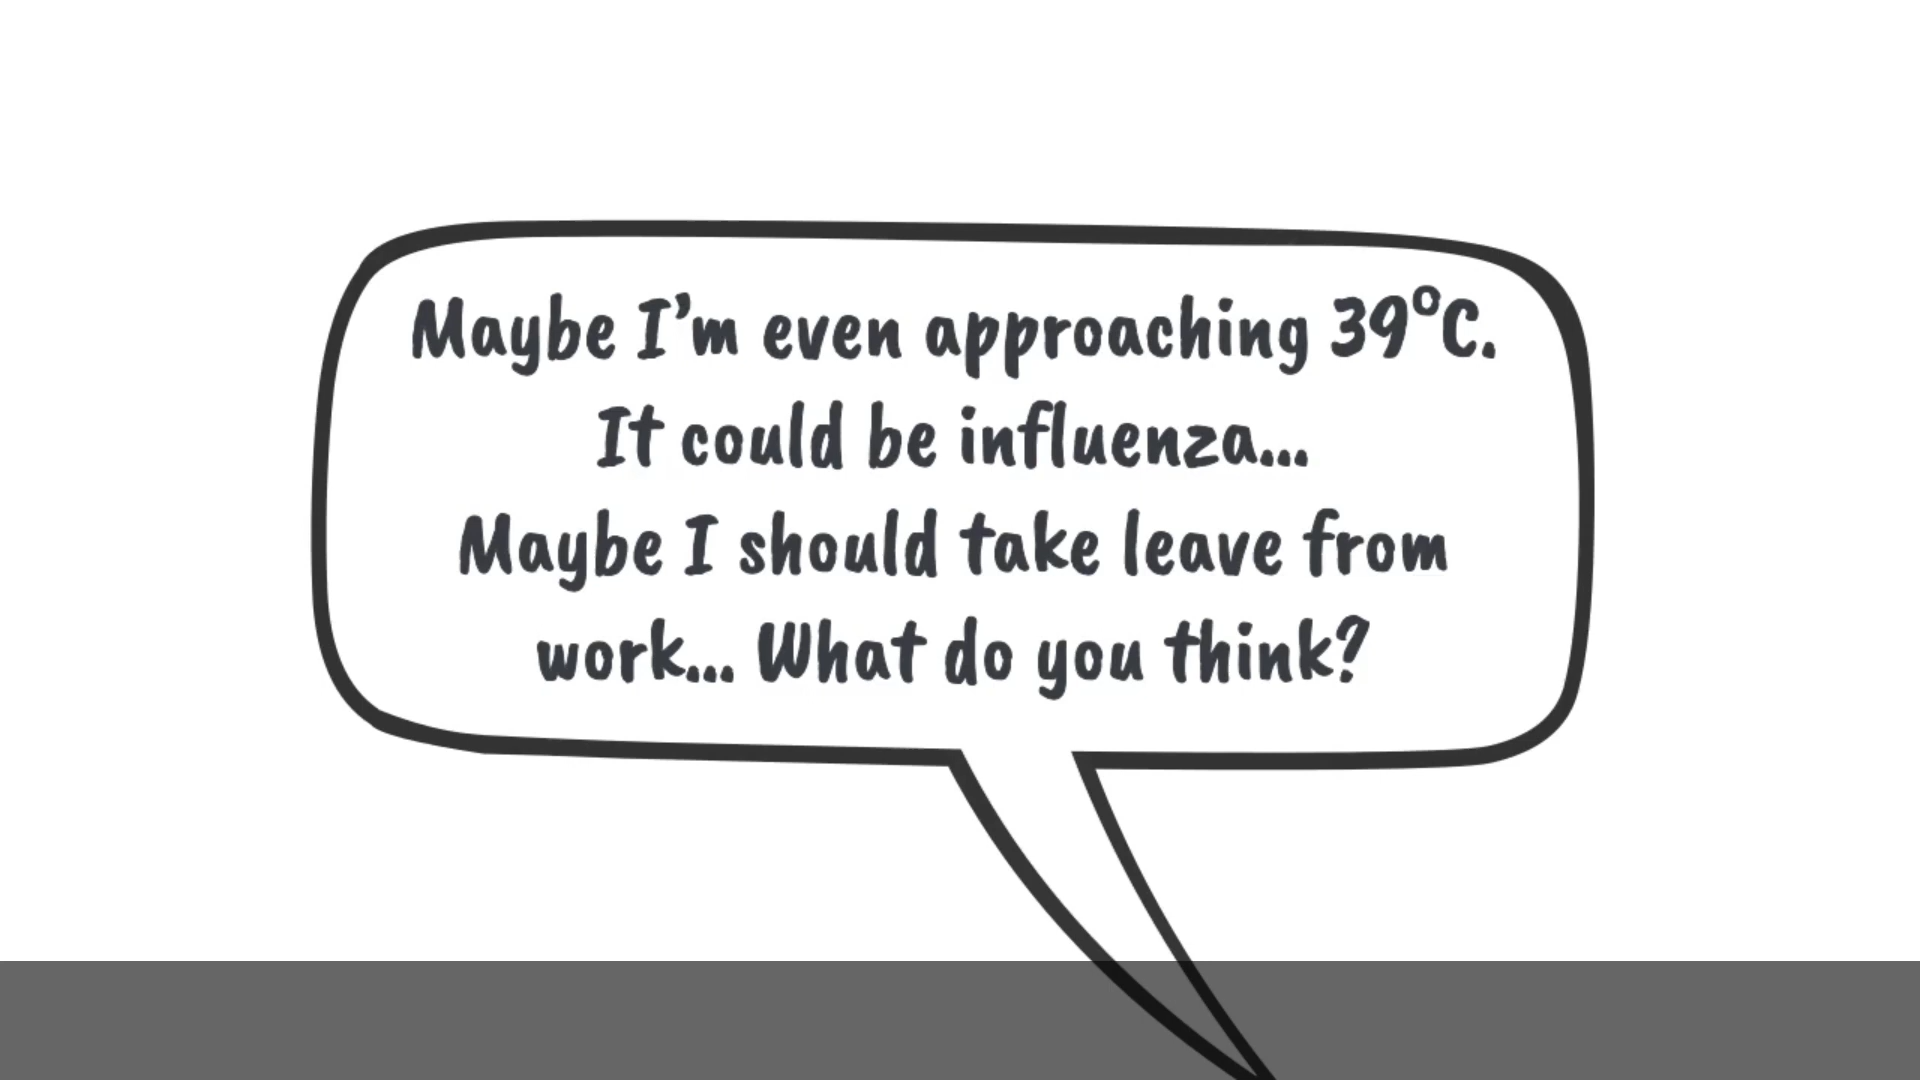 Maybe I’m even approaching 39°C.
It could be influenza...
Maybe I should take leave from
work... What do you think?